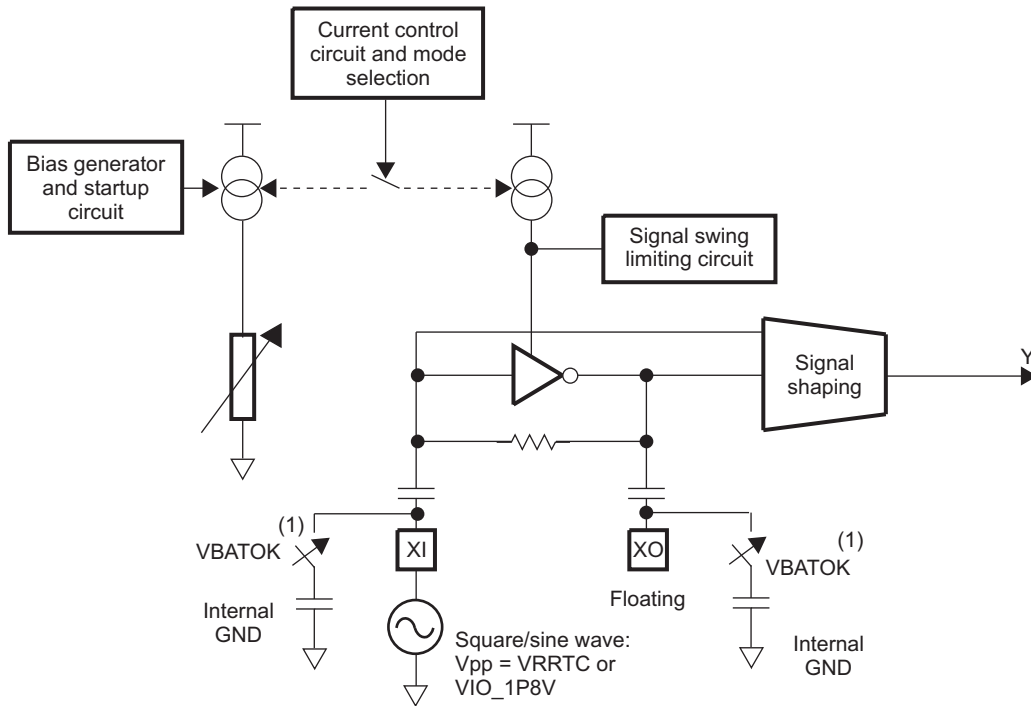 Current control
circuit and mode
selection
Bias generator
and startup
circuit
Signal swing
limiting circuit
Signal
shaping
Y
(1)
VBATOK
XI
XO
(1)
VBATOK
Internal
GND
Floating
Square/sine wave:
Vpp = VRRTC or
VIO_1P8V
Internal
GND